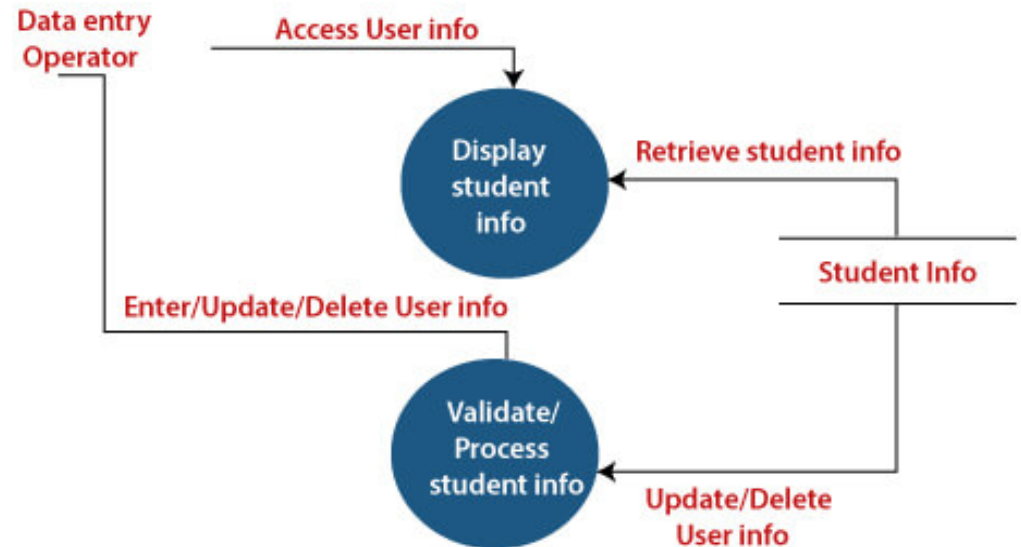 Data entry
Operator
Access User info
Display
student
info
Retrieve student info
Student Info
Enter/Update/Delete User info
Validate/
Process
student info
Update/Delete
User info